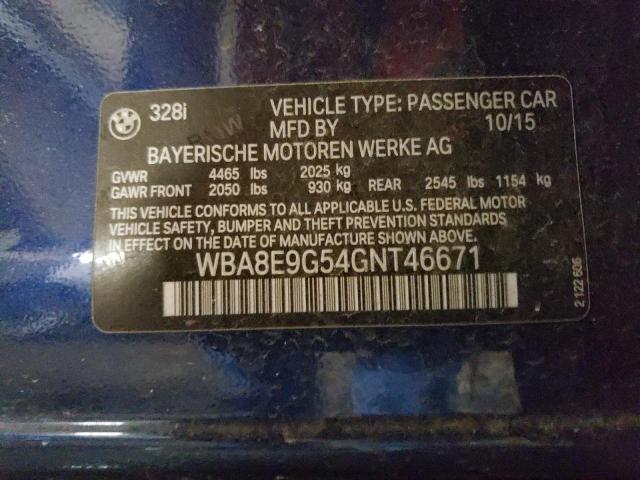 328i VEHICLE TYPE: PASSENGER CAR
MFD BY 10/15
BAYERISCHE MOTOREN WERKE AG
GVWR 4465 lbs 2025 kg
GAWR FRONT 2050 lbs 930 kg REAR 2545 lbs 1154 kg
THIS VEHICLE CONFORMS TO ALL APPLICABLE U.S. FEDERAL MOTOR
VEHICLE SAFETY, BUMPER AND THEFT PREVENTION STANDARDS
IN EFFECT ON THE DATE OF MANUFACTURE SHOWN ABOVE.
WBA8E9G54GNT46671
2 122 606